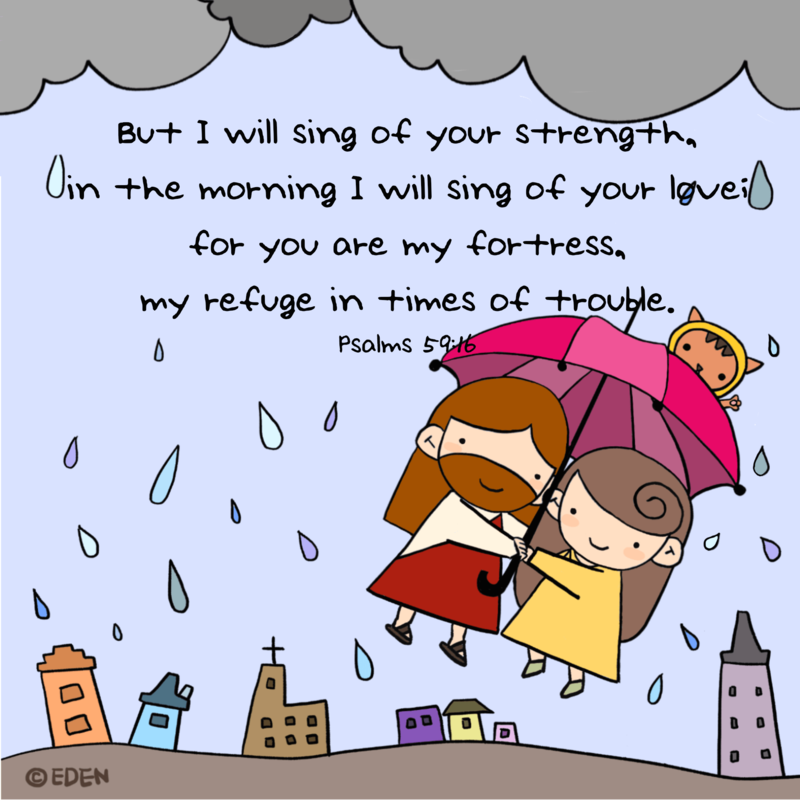 But I will sing of your strength,
in the morning I will sing of your love;
for you are my fortress,
my refuge in times of trouble.
Psalms 59:16
© EDEN